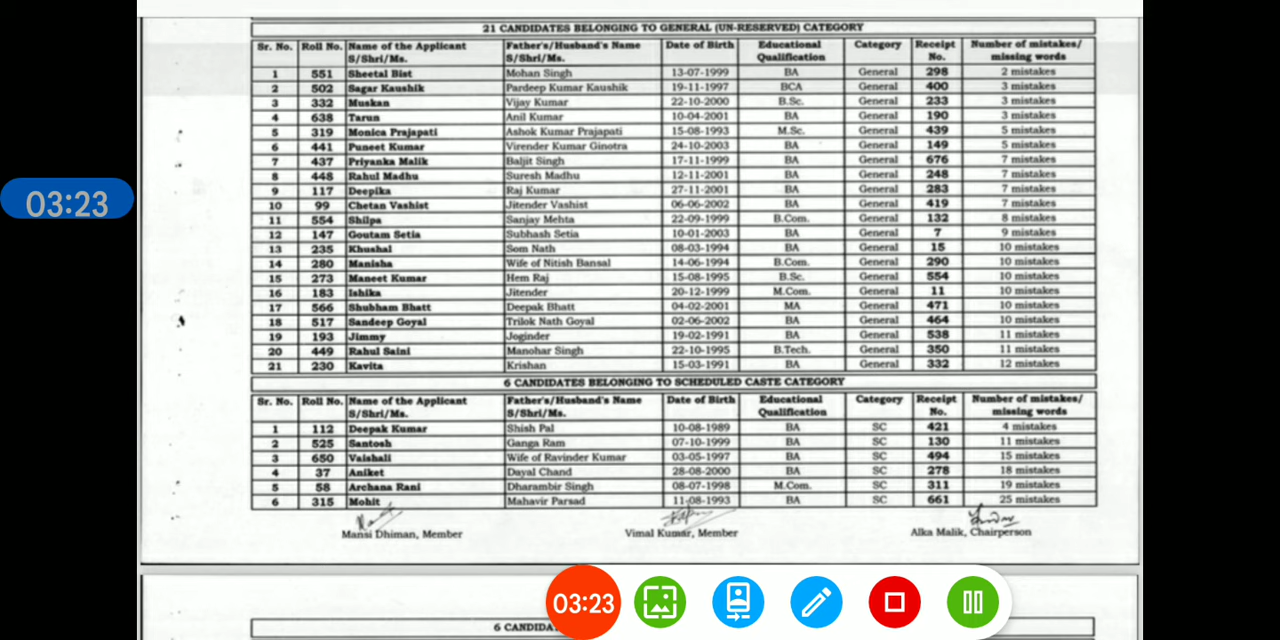 21 CANDIDATES BELONGING TO GENERAL (UN-RESERVED) CATEGORY
Sr. No. Roll No. Name of the Applicant S/Shri/Ms. Father's/Husband's Name S/Shri/Ms. Date of Birth Educational Qualification Category Receipt No. Number of mistakes/ missing words
1 551 Sheetal Bist Mohan Singh 13-07-1999 BA General 298 2 mistakes
2 502 Sagar Kaushik Pardeep Kumar Kaushik 19-11-1997 BCA General 400 3 mistakes
3 332 Muskan Vijay Kumar 22-10-2000 B.Sc. General 233 3 mistakes
4 638 Tarun Anil Kumar 10-04-2001 BA General 190 3 mistakes
5 319 Monica Prajapati Ashok Kumar Prajapati 15-08-1993 M.Sc. General 439 5 mistakes
6 441 Puneet Kumar Virender Kumar Ginotra 24-10-2003 BA General 149 5 mistakes
7 437 Priyanka Malik Baljit Singh 17-11-1999 BA General 676 7 mistakes
8 448 Rahul Madhu Suresh Madhu 12-11-2001 BA General 248 7 mistakes
9 117 Deepika Raj Kumar 27-11-2001 BA General 283 7 mistakes
10 99 Chetan Vashist Jitender Vashist 06-06-2002 BA General 419 7 mistakes
11 554 Shilpa Sanjay Mehta 22-09-1999 B.Com. General 132 8 mistakes
12 147 Goutam Setia Subhash Setia 10-01-2003 BA General 7 9 mistakes
13 235 Khushal Som Nath 08-03-1994 BA General 15 10 mistakes
14 280 Manisha Wife of Nitish Bansal 14-06-1994 B.Com. General 290 10 mistakes
15 273 Maneet Kumar Hem Raj 15-08-1995 B.Sc. General 554 10 mistakes
16 183 Ishika Jitender 20-12-1999 M.Com. General 11 10 mistakes
17 566 Shubham Bhatt Deepak Bhatt 04-02-2001 MA General 471 10 mistakes
18 517 Sandeep Goyal Trilok Nath Goyal 02-06-2002 BA General 464 10 mistakes
19 193 Jimmy Joginder 19-02-1991 BA General 538 11 mistakes
20 449 Rahul Saini Manohar Singh 22-10-1995 B.Tech. General 350 11 mistakes
21 230 Kavita Krishan 15-03-1991 BA General 332 12 mistakes
6 CANDIDATES BELONGING TO SCHEDULED CASTE CATEGORY
Sr. No. Roll No. Name of the Applicant S/Shri/Ms. Father's/Husband's Name S/Shri/Ms. Date of Birth Educational Qualification Category Receipt No. Number of mistakes/ missing words
1 112 Deepak Kumar Shish Pal 10-08-1989 BA SC 421 4 mistakes
2 525 Santosh Ganga Ram 07-10-1999 BA SC 130 11 mistakes
3 650 Vaishali Wife of Ravinder Kumar 03-05-1997 BA SC 494 15 mistakes
4 37 Aniket Dayal Chand 28-08-2000 BA SC 278 18 mistakes
5 58 Archana Rani Dharambir Singh 08-07-1998 M.Com. SC 311 19 mistakes
6 315 Mohit Mahavir Parsad 11-08-1993 BA SC 661 25 mistakes
Mansi Dhiman, Member Vimal Kumar, Member Alka Malik, Chairperson
03:23
03:23
6 CANDIDA